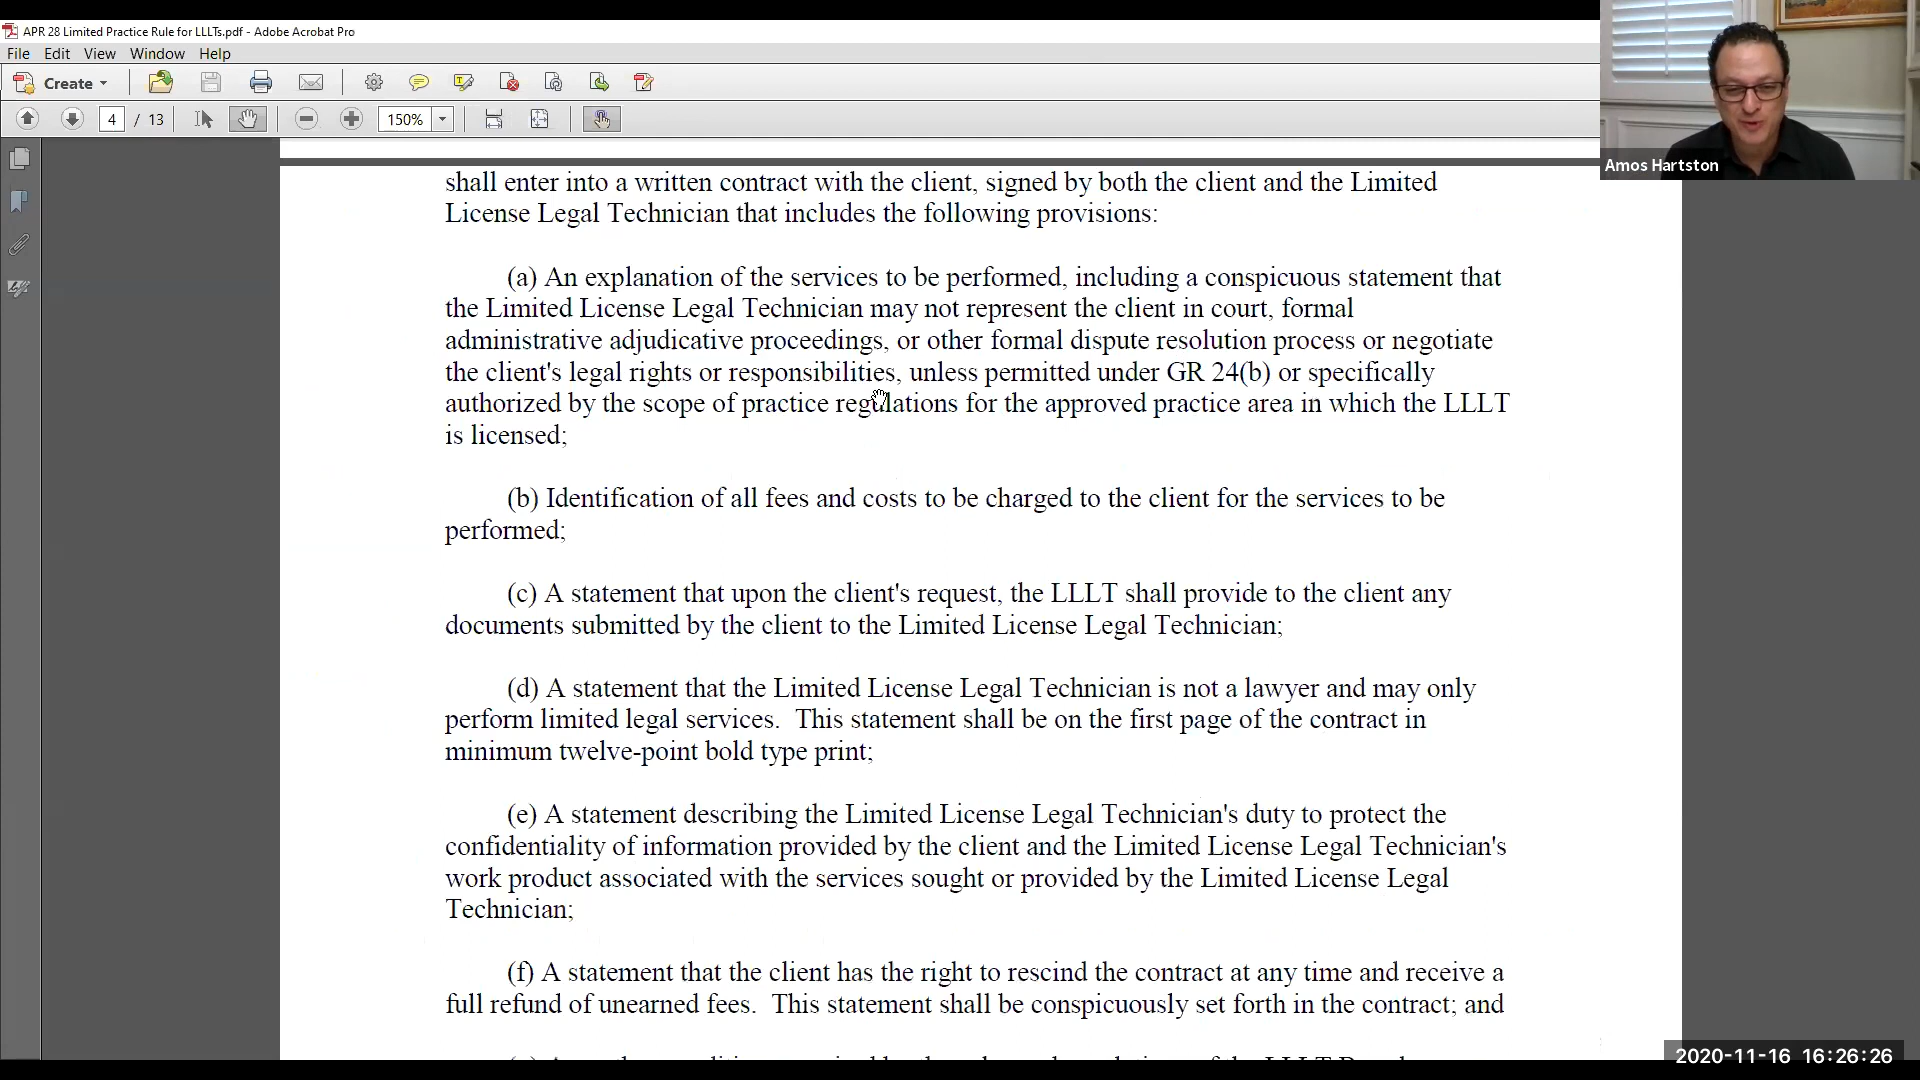 APR 28 Limited Practice Rule for LLLTs.pdf - Adobe Acrobat Pro
File Edit View Window Help
Create
4 / 13 150%
Amos Hartston
shall enter into a written contract with the client, signed by both the client and the Limited
License Legal Technician that includes the following provisions:
(a) An explanation of the services to be performed, including a conspicuous statement that
the Limited License Legal Technician may not represent the client in court, formal
administrative adjudicative proceedings, or other formal dispute resolution process or negotiate
the client's legal rights or responsibilities, unless permitted under GR 24(b) or specifically
authorized by the scope of practice regulations for the approved practice area in which the LLLT
is licensed;
(b) Identification of all fees and costs to be charged to the client for the services to be
performed;
(c) A statement that upon the client's request, the LLLT shall provide to the client any
documents submitted by the client to the Limited License Legal Technician;
(d) A statement that the Limited License Legal Technician is not a lawyer and may only
perform limited legal services. This statement shall be on the first page of the contract in
minimum twelve-point bold type print;
(e) A statement describing the Limited License Legal Technician's duty to protect the
confidentiality of information provided by the client and the Limited License Legal Technician's
work product associated with the services sought or provided by the Limited License Legal
Technician;
(f) A statement that the client has the right to rescind the contract at any time and receive a
full refund of unearned fees. This statement shall be conspicuously set forth in the contract; and
2020-11-16 16:26:26